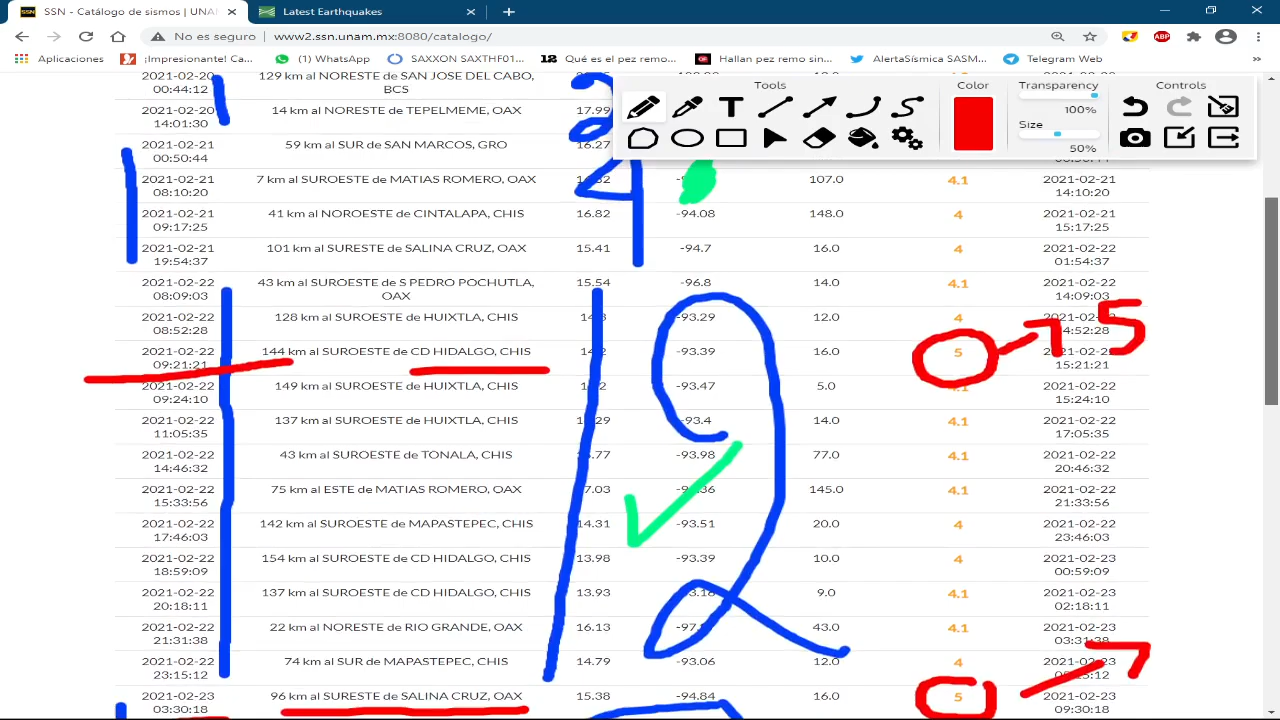 SSN - Catálogo de sismos | UNAM
Latest Earthquakes
No es seguro | www2.ssn.unam.mx:8080/catalogo/
Aplicaciones ¡Impresionante! Ca... (1) WhatsApp SAXXON SAXTHF01... 12 Qué es el pez remo... Hallan pez remo sin... AlertaSísmica SASM... Telegram Web »
Tools Color Transparency Controls
100%
Size
50%
2021-02-20 00:44:12 129 km al NORESTE de SAN JOSE DEL CABO, BCS
2021-02-20 14:01:30 14 km al NORESTE de TEPELMEME, OAX 17.99
2021-02-21 00:50:44 59 km al SUR de SAN MARCOS, GRO 16.27
2021-02-21 08:10:20 7 km al SUROESTE de MATIAS ROMERO, OAX 107.0 4.1 2021-02-21 14:10:20
2021-02-21 09:17:25 41 km al NOROESTE de CINTALAPA, CHIS 16.82 -94.08 148.0 4 2021-02-21 15:17:25
2021-02-21 19:54:37 101 km al SURESTE de SALINA CRUZ, OAX 15.41 -94.7 16.0 4 2021-02-22 01:54:37
2021-02-22 08:09:03 43 km al SUROESTE de S PEDRO POCHUTLA, OAX 15.54 -96.8 14.0 4.1 2021-02-22 14:09:03
2021-02-22 08:52:28 128 km al SUROESTE de HUIXTLA, CHIS -93.29 12.0 4 14:52:28 5
2021-02-22 09:21:21 144 km al SUROESTE de CD HIDALGO, CHIS -93.39 16.0 5 2021-02-22 15:21:21
2021-02-22 09:24:10 149 km al SUROESTE de HUIXTLA, CHIS -93.47 5.0 4.1 2021-02-22 15:24:10
2021-02-22 11:05:35 137 km al SUROESTE de HUIXTLA, CHIS -93.4 14.0 4.1 2021-02-22 17:05:35
2021-02-22 14:46:32 43 km al SUROESTE de TONALA, CHIS -93.98 77.0 4.1 2021-02-22 20:46:32
2021-02-22 15:33:56 75 km al ESTE de MATIAS ROMERO, OAX 145.0 4.1 2021-02-22 21:33:56
2021-02-22 17:46:03 142 km al SUROESTE de MAPASTEPEC, CHIS 14.31 -93.51 20.0 4 2021-02-22 23:46:03
2021-02-22 18:59:09 154 km al SUROESTE de CD HIDALGO, CHIS 13.98 -93.39 10.0 4 2021-02-23 00:59:09
2021-02-22 20:18:11 137 km al SUROESTE de CD HIDALGO, CHIS 13.93 9.0 4.1 2021-02-23 02:18:11
2021-02-22 21:31:38 22 km al NORESTE de RIO GRANDE, OAX 16.13 43.0 4.1 2021-02-23 03:31:38
2021-02-22 23:15:12 74 km al SUR de MAPASTEPEC, CHIS 14.79 -93.06 12.0 4 2021-02-23
2021-02-23 03:30:18 96 km al SURESTE de SALINA CRUZ, OAX 15.38 -94.84 16.0 5 2021-02-23 09:30:18